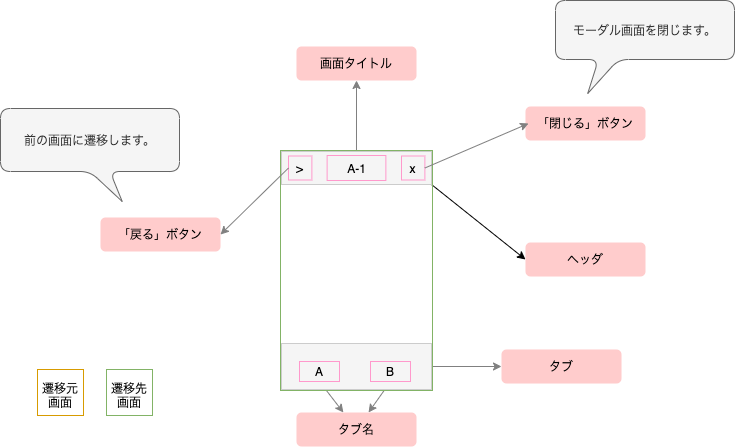 モーダル画面を閉じます。
画面タイトル
「閉じる」ボタン
前の画面に遷移します。
>
A-1
x
「戻る」ボタン
ヘッダ
タブ
A
B
遷移元
画面
遷移先
画面
タブ名